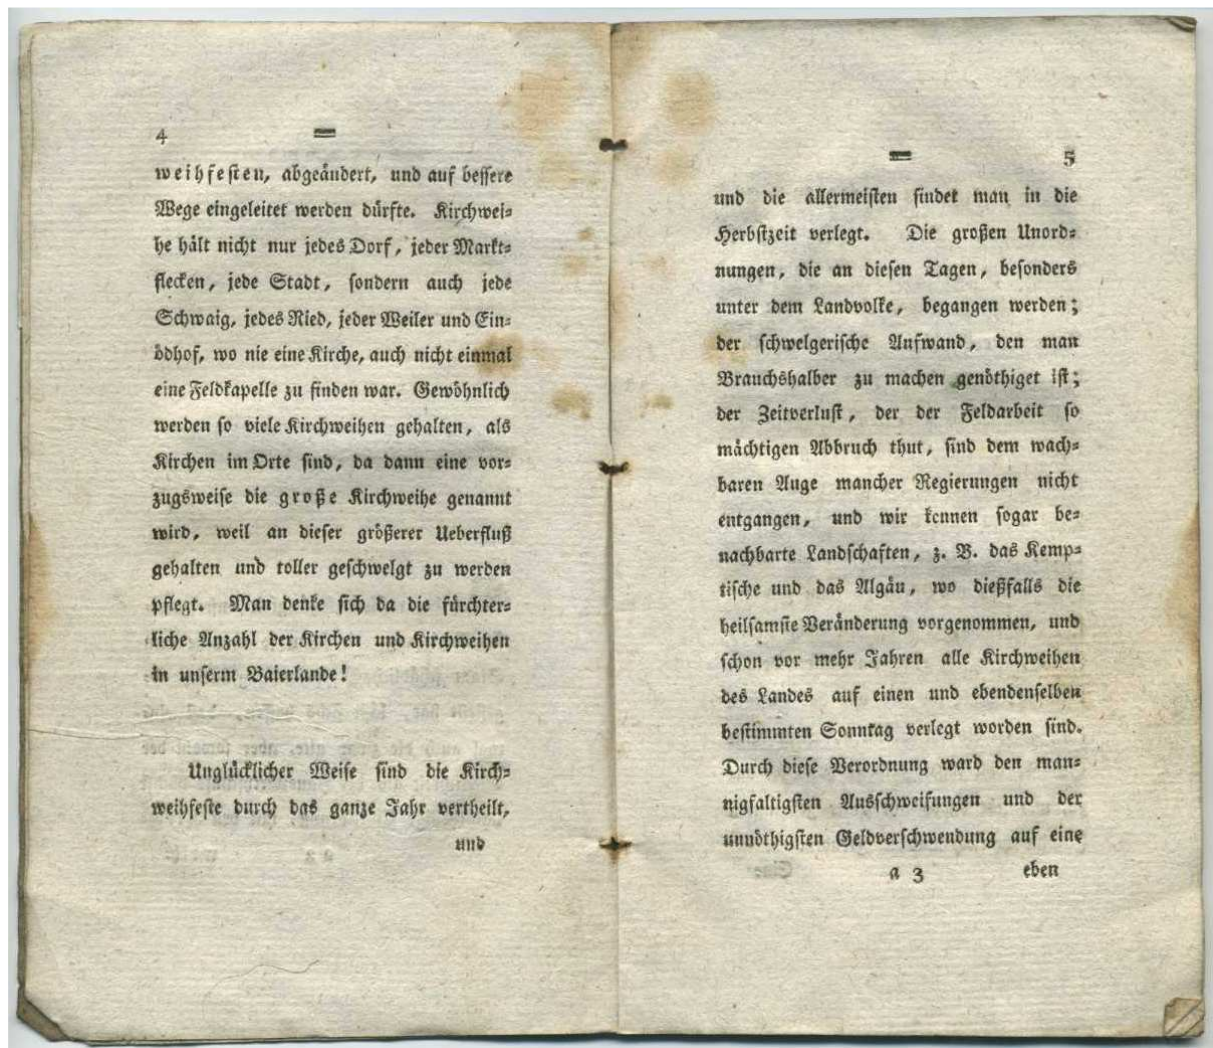 4 =
weihfesten, abgeändert, und auf bessere
Wege eingeleitet werden dürfte. Kirchwei=
he hält nicht nur jedes Dorf, jeder Markt=
flecken, jede Stadt, sondern auch jede
Schwaig, jedes Ried, jeder Weiler und Ein=
ödhof, wo nie eine Kirche, auch nicht einmal
eine Feldkapelle zu finden war. Gewöhnlich
werden so viele Kirchweihen gehalten, als
Kirchen im Orte sind, da dann eine vor=
zugsweise die große Kirchweihe genannt
wird, weil an dieser größerer Ueberfluß
gehalten und toller geschwelgt zu werden
pflegt. Man denke sich da die fürchter=
liche Anzahl der Kirchen und Kirchweihen
in unserm Baierlande!
Unglücklicher Weise sind die Kirch=
weihfeste durch das ganze Jahr vertheilt,
und
= 5
und die allermeisten findet man in die
Herbstzeit verlegt. Die großen Unord=
nungen, die an diesen Tagen, besonders
unter dem Landvolke, begangen werden;
der schwelgerische Aufwand, den man
Brauchshalber zu machen genöthiget ist;
der Zeitverlust, der der Feldarbeit so
mächtigen Abbruch thut, sind dem wach=
baren Auge mancher Regierungen nicht
entgangen, und wir kennen sogar be=
nachbarte Landschaften, z. B. das Kemp=
tische und das Algäu, wo dießfalls die
heilsamste Veränderung vorgenommen, und
schon vor mehr Jahren alle Kirchweihen
des Landes auf einen und ebendenselben
bestimmten Sonntag verlegt worden sind.
Durch diese Verordnung ward den man=
nigfaltigsten Ausschweifungen und der
unnöthigsten Geldverschwendung auf eine
a 3 eben